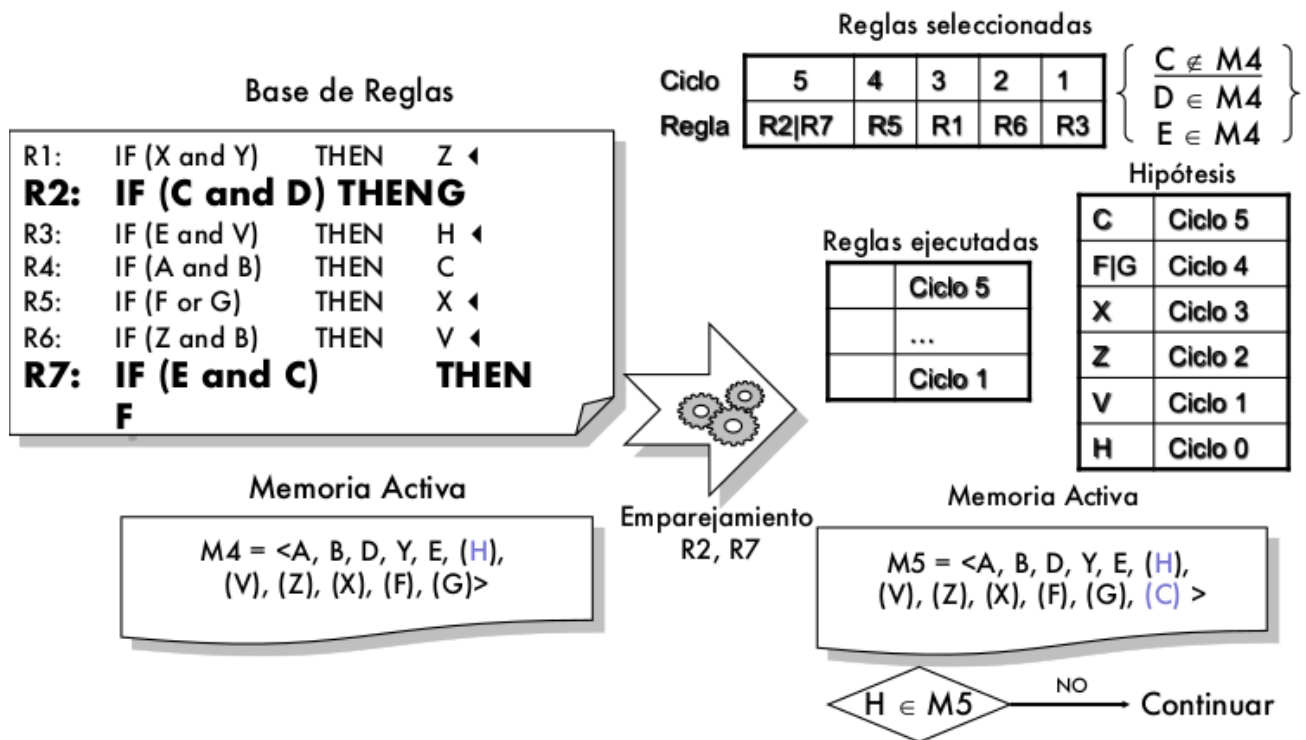 Reglas seleccionadas
Ciclo 5 4 3 2 1
Regla R2|R7 R5 R1 R6 R3
C ∉ M4
D ∈ M4
E ∈ M4
Base de Reglas
R1: IF (X and Y) THEN Z
R2: IF (C and D) THENG
R3: IF (E and V) THEN H
R4: IF (A and B) THEN C
R5: IF (F or G) THEN X
R6: IF (Z and B) THEN V
R7: IF (E and C) THEN
F
Hipótesis
C Ciclo 5
F|G Ciclo 4
X Ciclo 3
Z Ciclo 2
V Ciclo 1
H Ciclo 0
Reglas ejecutadas
Ciclo 5
...
Ciclo 1
Emparejamiento
R2, R7
Memoria Activa
M4 = <A, B, D, Y, E, (H),
(V), (Z), (X), (F), (G)>
Memoria Activa
M5 = <A, B, D, Y, E, (H),
(V), (Z), (X), (F), (G), (C) >
H ∈ M5
NO
Continuar